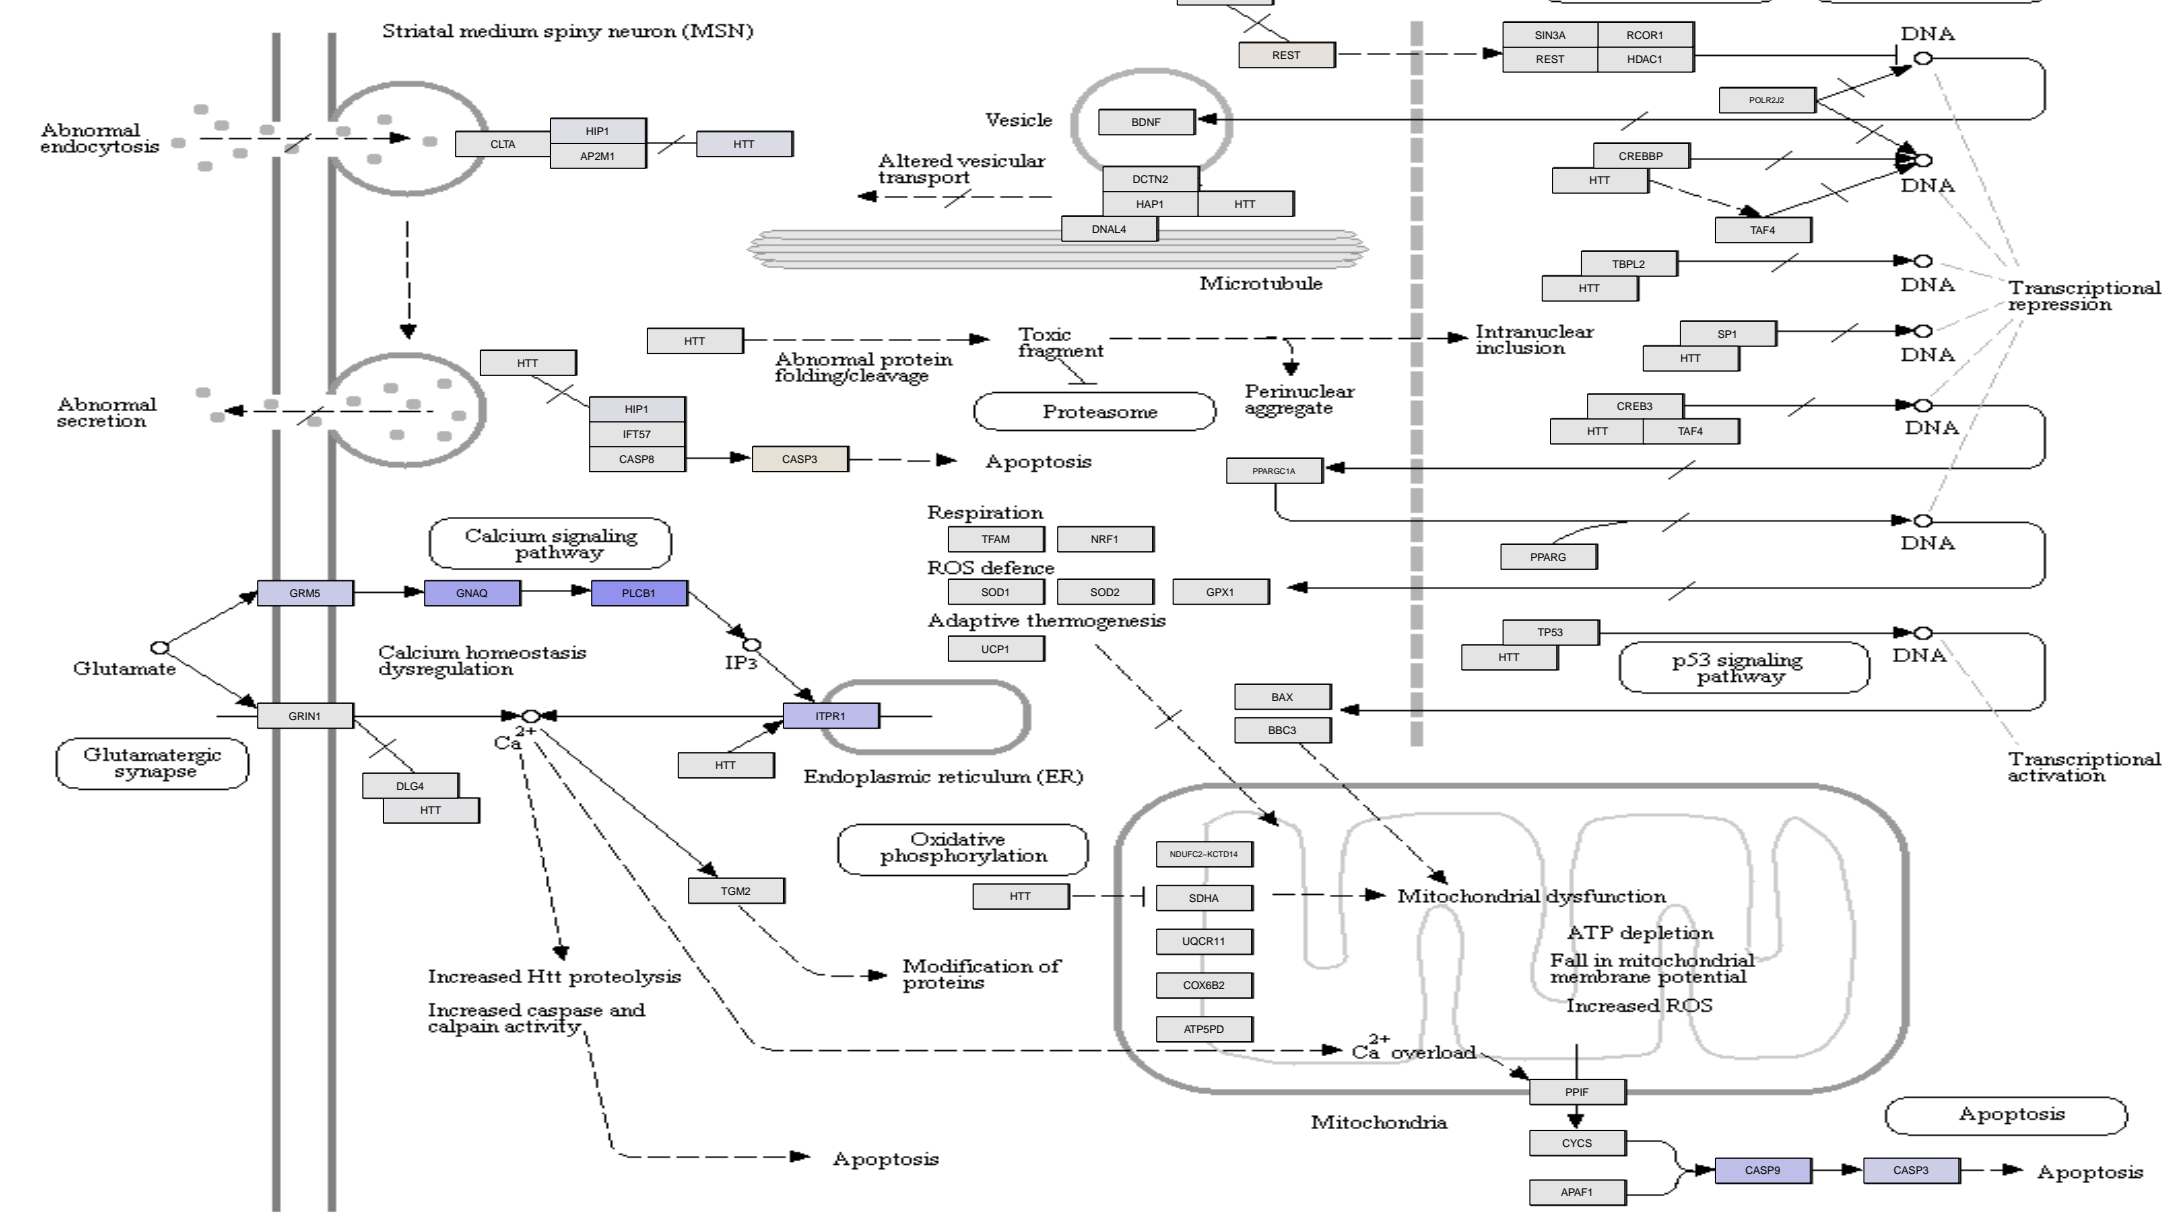 Striatal medium spiny neuron (MSN)
REST
SIN3A
RCOR1
REST
HDAC1
DNA
POLR2J2
Vesicle
BDNF
Abnormal
endocytosis
CLTA
HIP1
AP2M1
HTT
Altered vesicular
transport
DCTN2
HAP1
HTT
DNAL4
Microtubule
CREBBP
HTT
DNA
TAF4
TBPL2
HTT
DNA
Transcriptional
repression
SP1
HTT
DNA
HTT
HTT
Abnormal protein
folding/cleavage
Toxic
fragment
Intranuclear
inclusion
Perinuclear
aggregate
Proteasome
Abnormal
secretion
HIP1
IFT57
CASP8
CASP3
Apoptosis
CREB3
HTT
TAF4
DNA
PPARGC1A
PPARG
DNA
Respiration
TFAM
NRF1
ROS defence
SOD1
SOD2
GPX1
Adaptive thermogenesis
UCP1
Calcium signaling
pathway
GRM5
GNAQ
PLCB1
Glutamate
Calcium homeostasis
dysregulation
IP3
TP53
HTT
DNA
p53 signaling
pathway
BAX
BBC3
GRIN1
Ca2+
ITPR1
HTT
Endoplasmic reticulum (ER)
Glutamatergic
synapse
DLG4
HTT
Transcriptional
activation
Oxidative
phosphorylation
NDUFC2-KCTD14
HTT
SDHA
Mitochondrial dysfunction
UQCR11
ATP depletion
Fall in mitochondrial
membrane potential
COX6B2
Increased ROS
ATP5PD
TGM2
Modification of
proteins
Increased Htt proteolysis
Increased caspase and
calpain activity
Ca2+ overload
PPIF
Mitochondria
Apoptosis
CYCS
APAF1
CASP9
CASP3
Apoptosis
Apoptosis